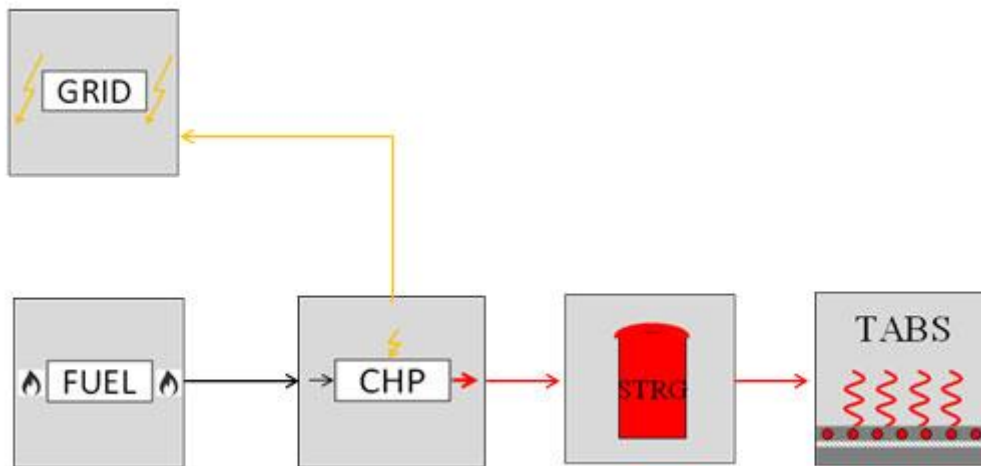 GRID
FUEL
CHP
STRG
TABS